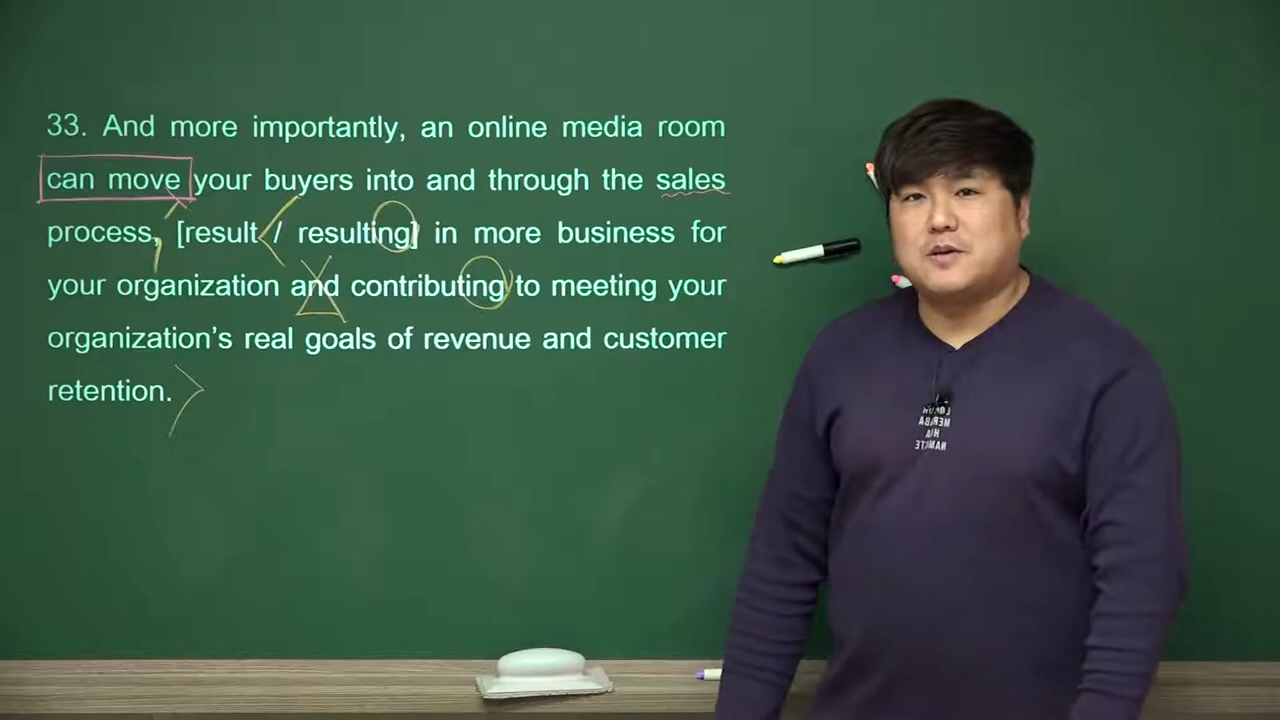 33. And more importantly, an online media room
can move your buyers into and through the sales
process, [result / resulting] in more business for
your organization and contributing to meeting your
organization’s real goals of revenue and customer
retention.